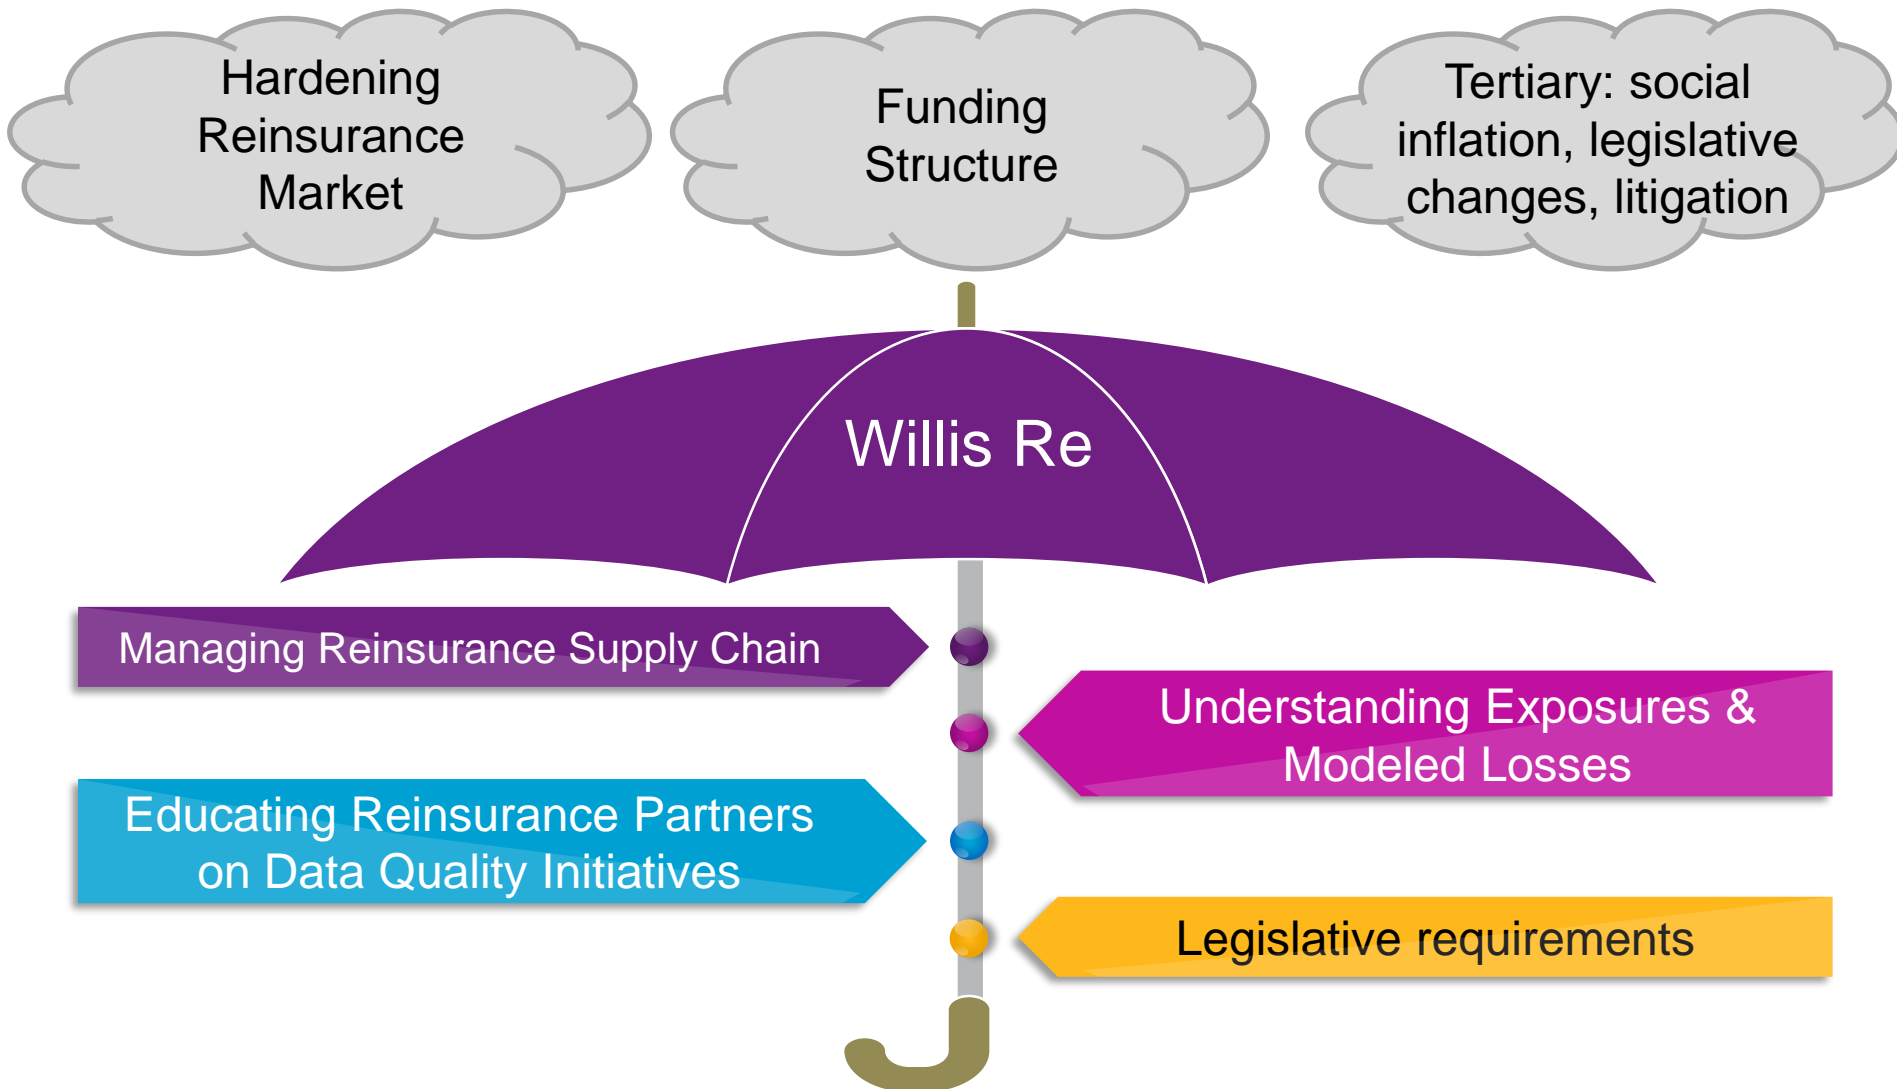 Hardening
Reinsurance
Market
Funding
Structure
Tertiary: social
inflation, legislative
changes, litigation
Willis Re
Managing Reinsurance Supply Chain
Understanding Exposures &
Modeled Losses
Educating Reinsurance Partners
on Data Quality Initiatives
Legislative requirements